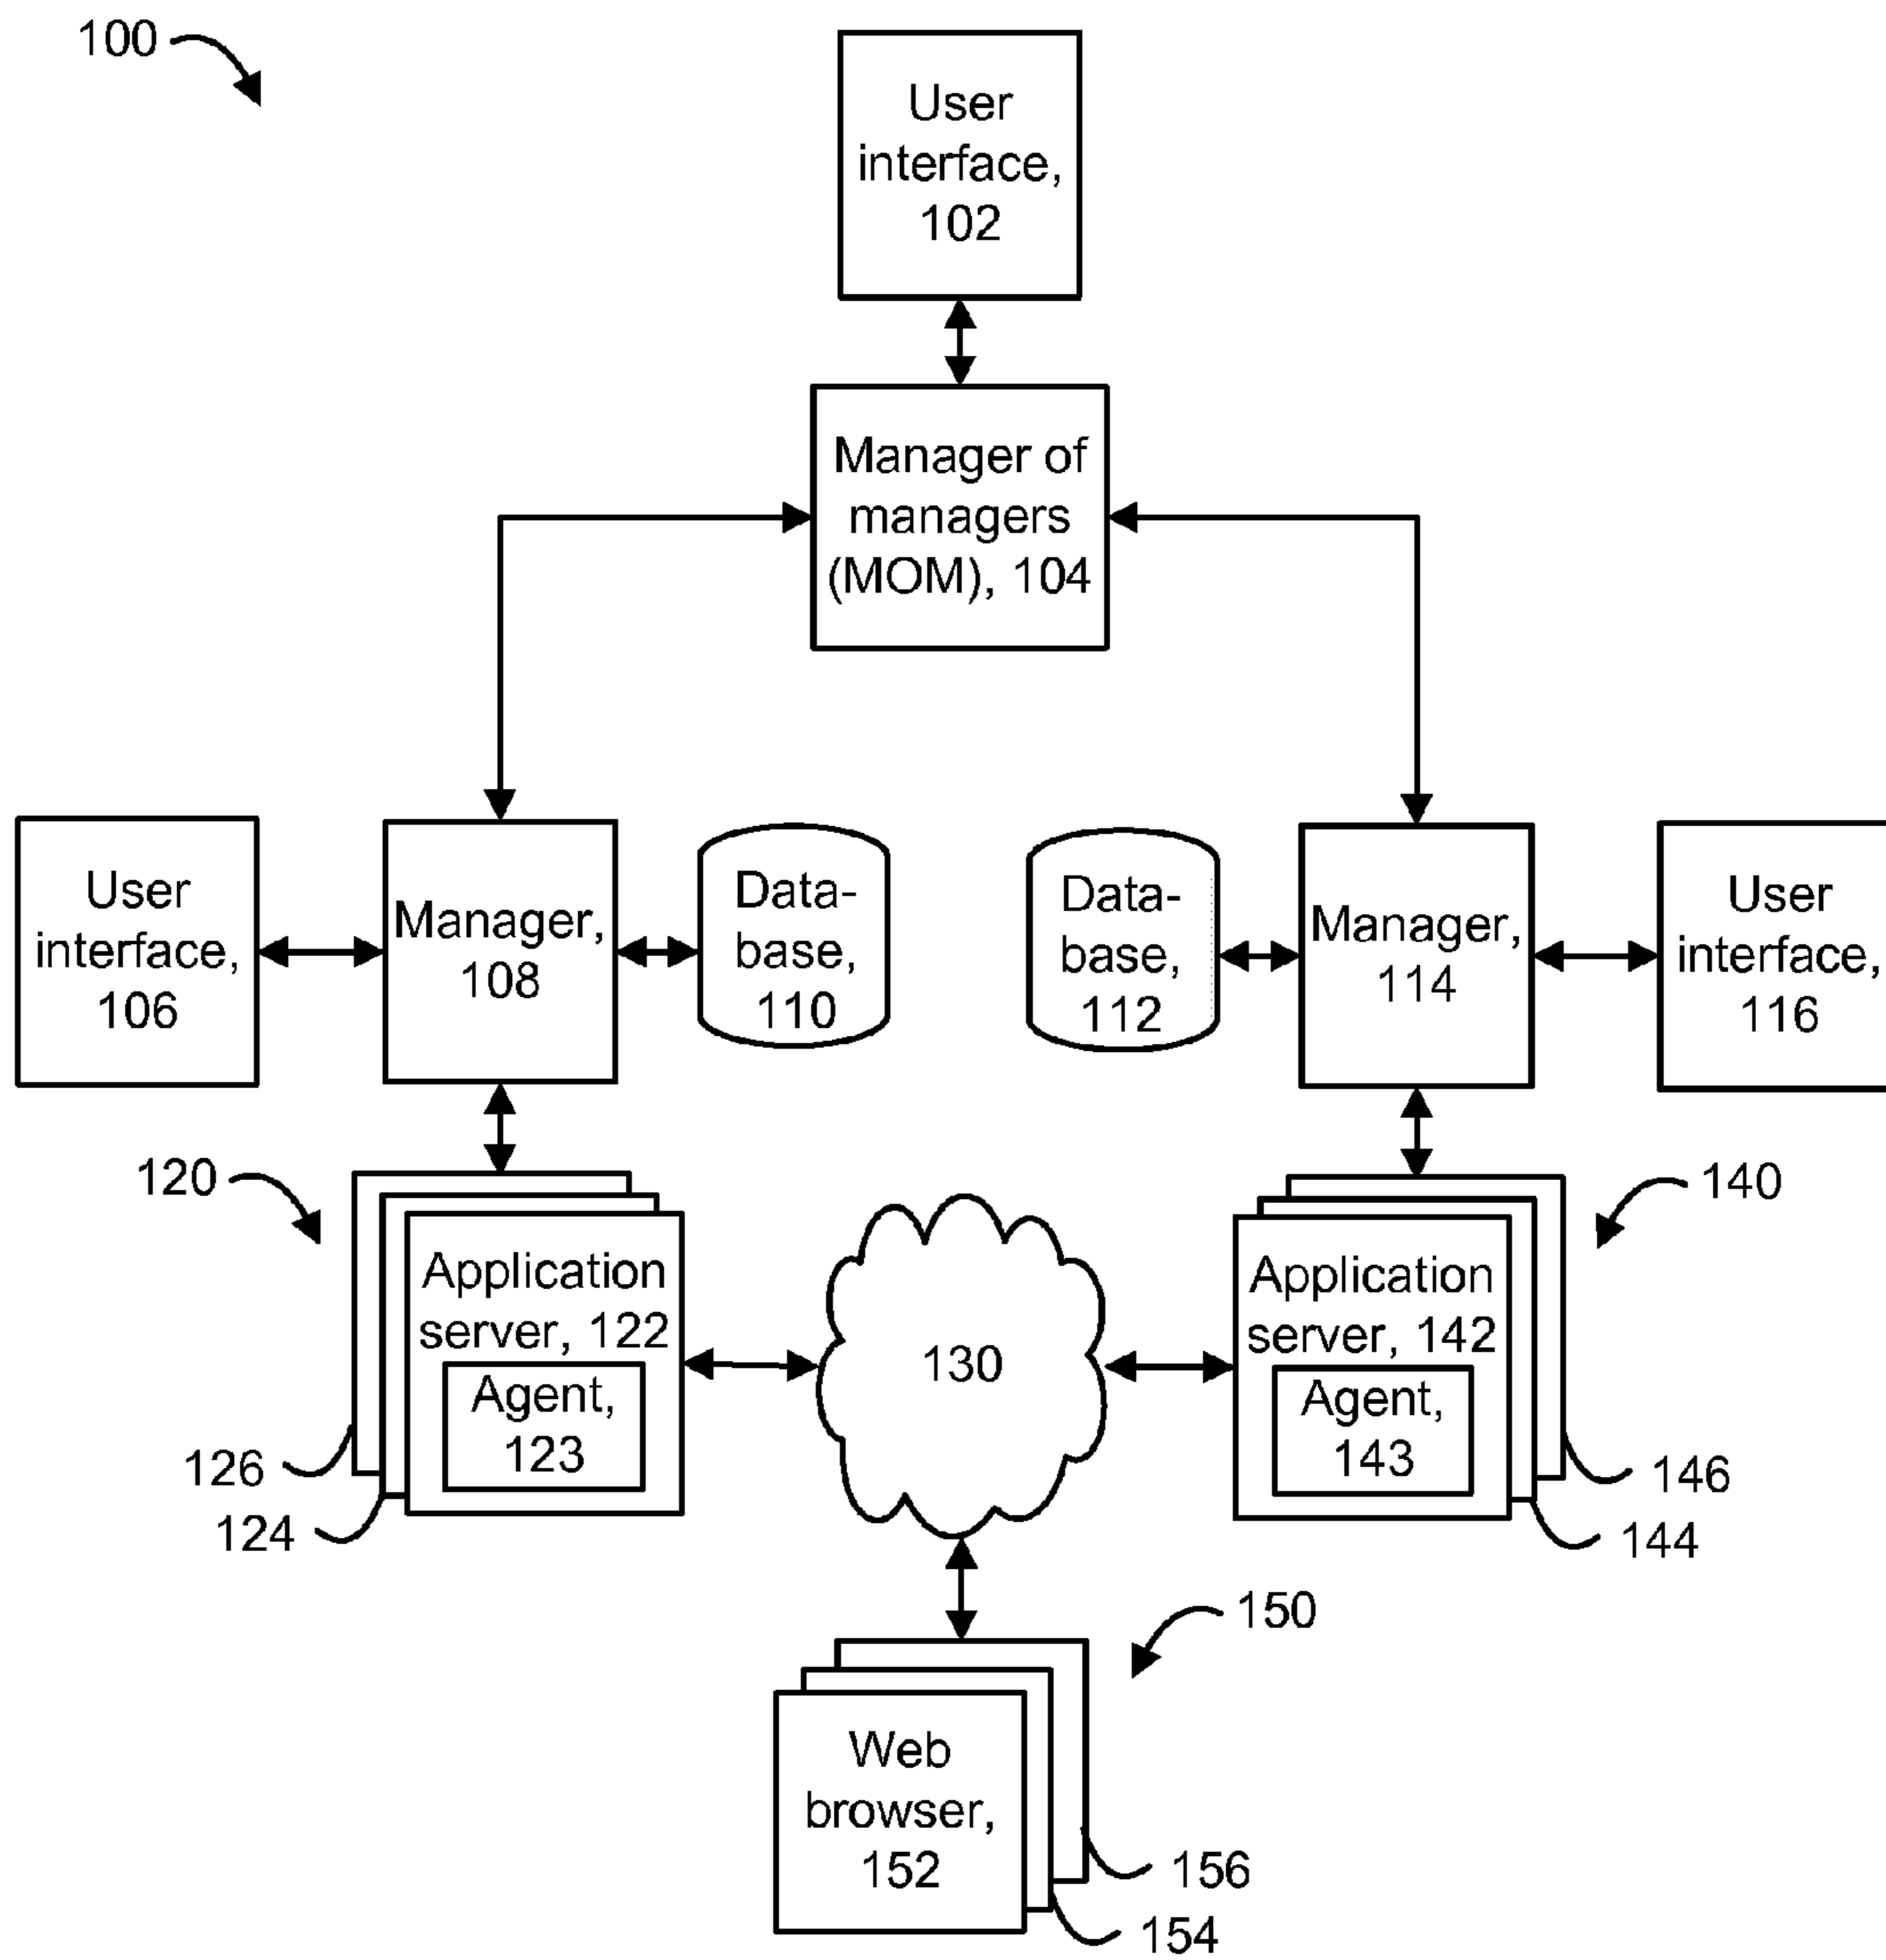 100
User
interface,
102
Manager of
managers
(MOM), 104
User
interface,
106
Manager,
108
Data-
base,
110
Data-
base,
112
Manager,
114
User
interface,
116
120
140
Application
server, 122
Agent,
123
130
Application
server, 142
Agent,
143
126
124
146
144
150
Web
browser,
152
156
154